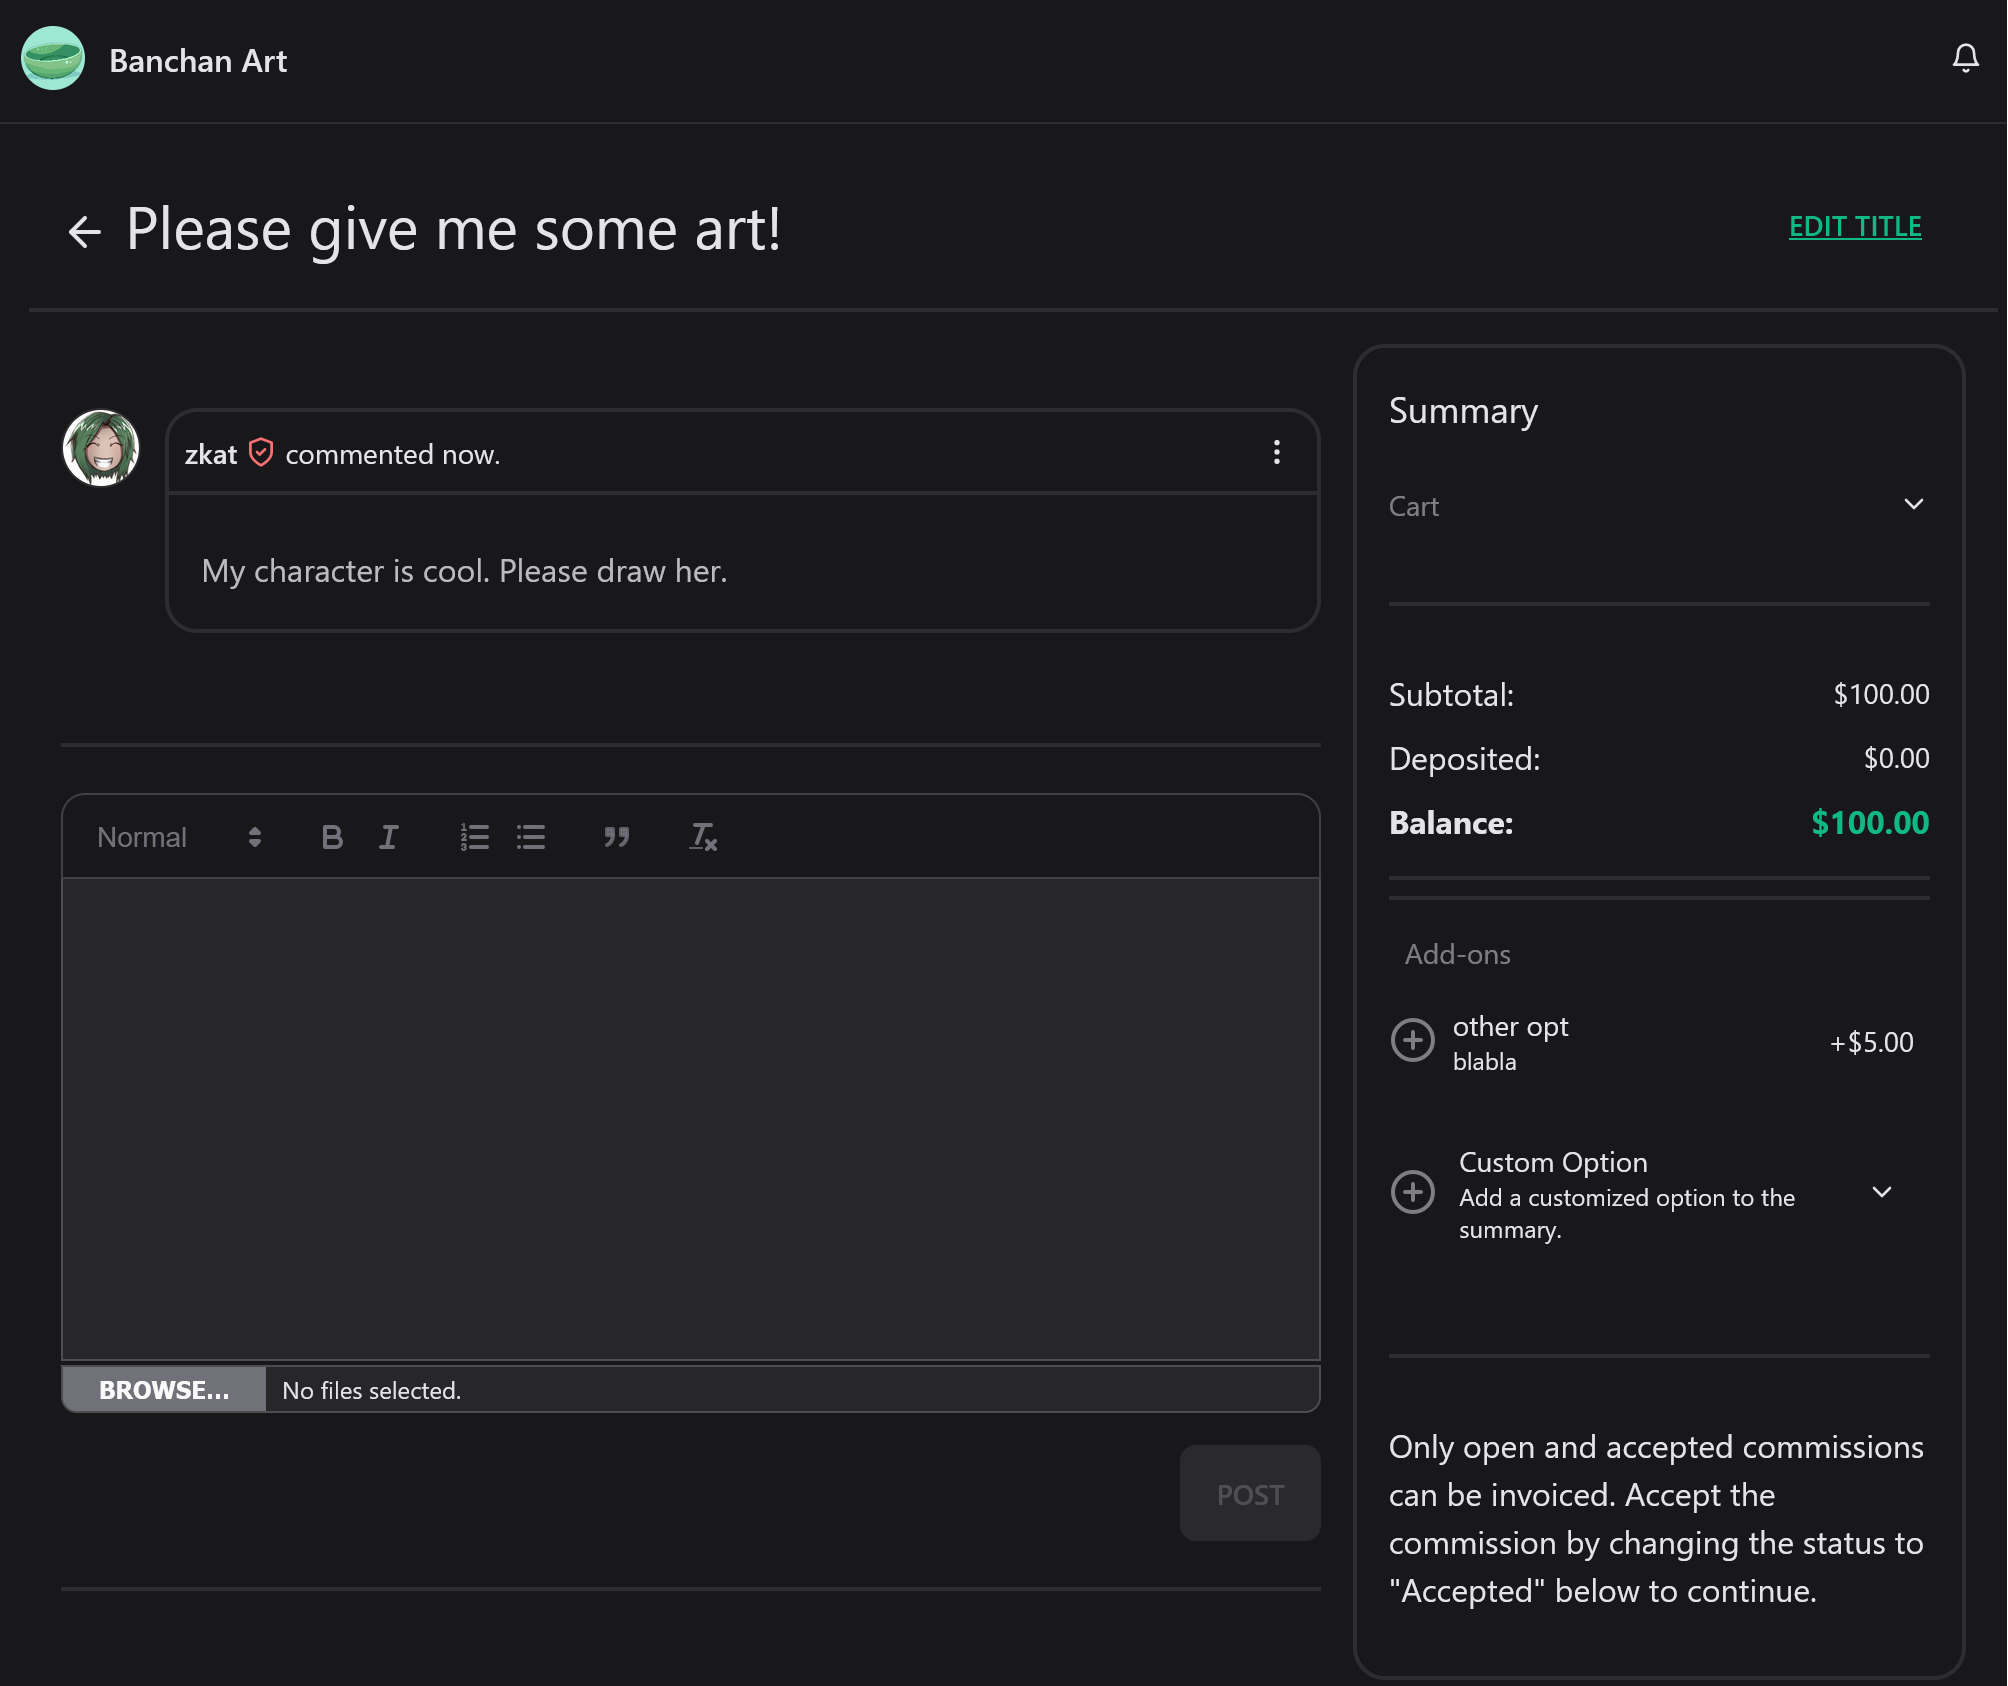 Banchan Art
Please give me some art!
EDIT TITLE
zkat commented now.
My character is cool. Please draw her.
Normal
BROWSE...
No files selected.
POST
Summary
Cart
Subtotal: $100.00
Deposited: $0.00
Balance: $100.00
Add-ons
other opt
blabla
+$5.00
Custom Option
Add a customized option to the
summary.
Only open and accepted commissions
can be invoiced. Accept the
commission by changing the status to
"Accepted" below to continue.